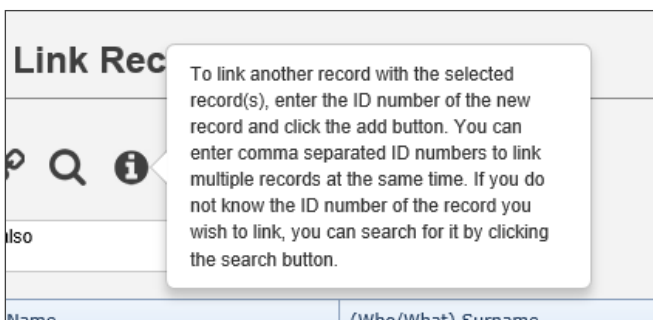 Link Rec
To link another record with the selected
record(s), enter the ID number of the new
record and click the add button. You can
enter comma separated ID numbers to link
multiple records at the same time. If you do
not know the ID number of the record you
wish to link, you can search for it by clicking
the search button.
also
Name
(Who/What) Surname